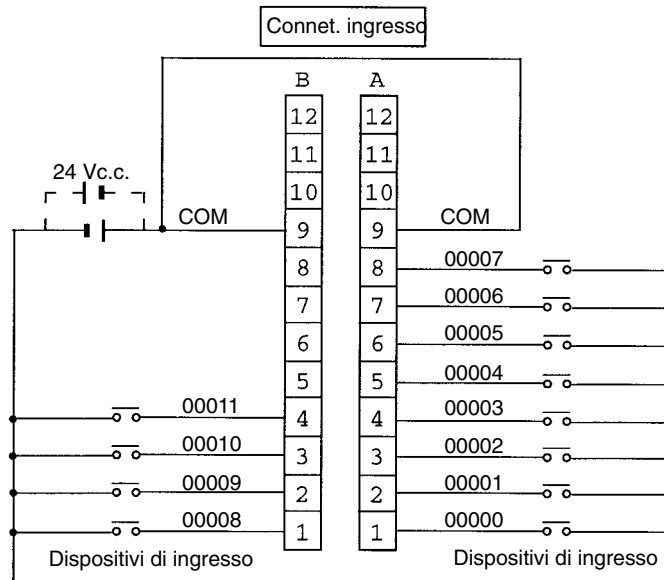 Connet. ingresso
B A
12 12
11 11
24 Vc.c.
10 10
COM 9 9 COM
8 8 00007
7 7 00006
6 6 00005
5 5 00004
00011 4 4 00003
00010 3 3 00002
00009 2 2 00001
00008 1 1 00000
Dispositivi di ingresso Dispositivi di ingresso